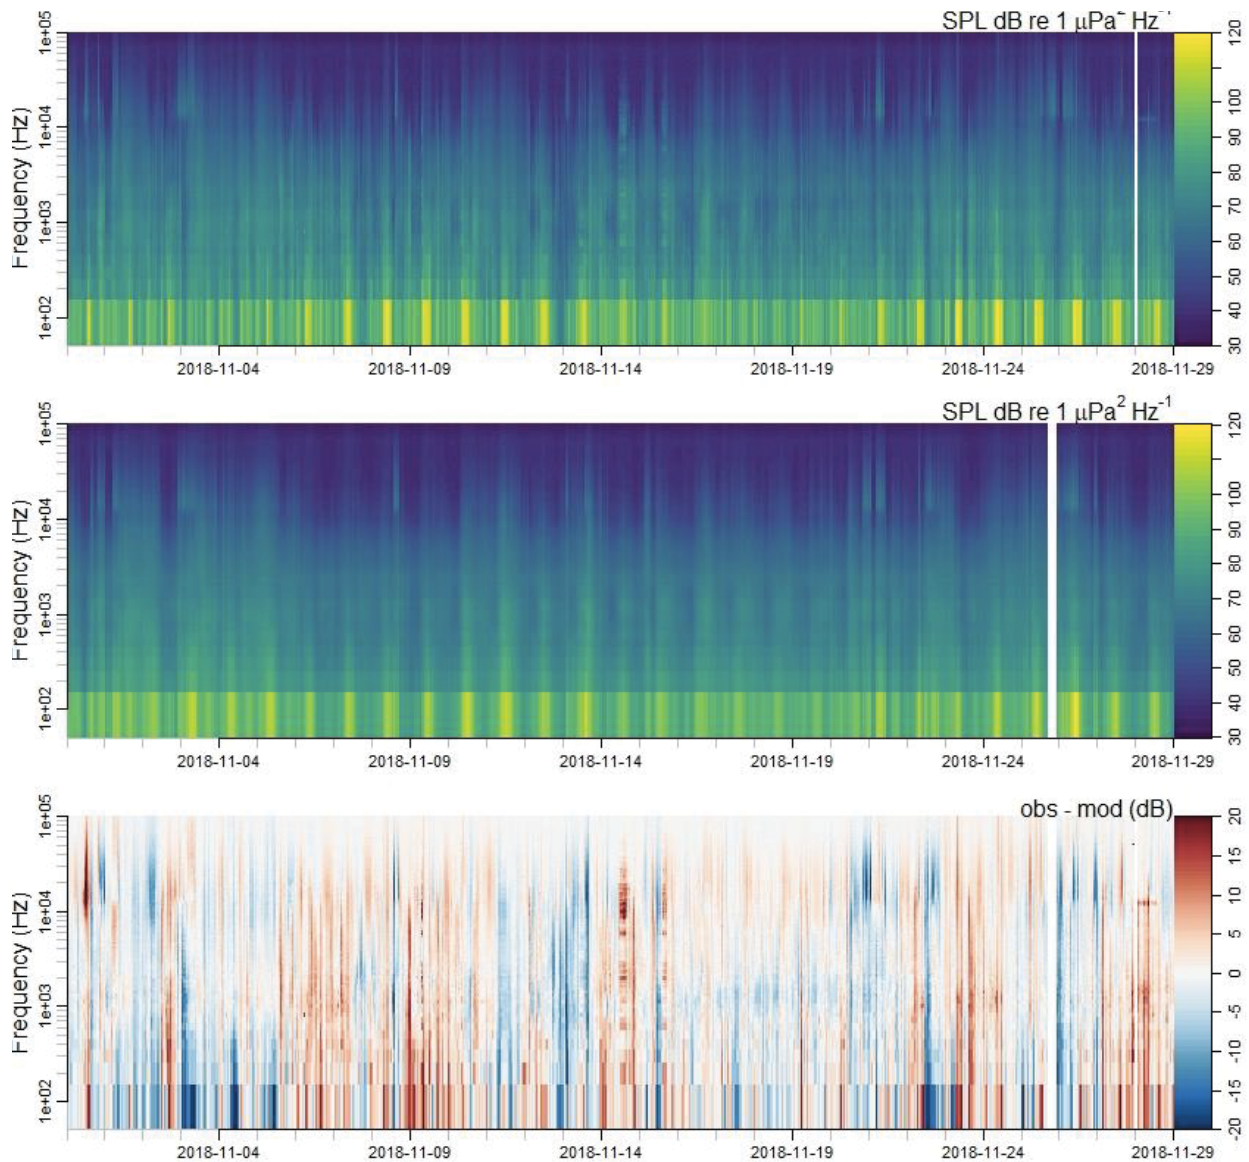 SPL dB re 1 μPa² Hz⁻¹
Frequency (Hz)
1e+05
1e+04
1e+03
1e+02
120
100
90
80
70
60
50
40
30
2018-11-04
2018-11-09
2018-11-14
2018-11-19
2018-11-24
2018-11-29
SPL dB re 1 μPa² Hz⁻¹
Frequency (Hz)
1e+05
1e+04
1e+03
1e+02
120
100
90
80
70
60
50
40
30
2018-11-04
2018-11-09
2018-11-14
2018-11-19
2018-11-24
2018-11-29
obs - mod (dB)
Frequency (Hz)
1e+05
1e+04
1e+03
1e+02
20
15
10
5
0
-5
-10
-15
-20
2018-11-04
2018-11-09
2018-11-14
2018-11-19
2018-11-24
2018-11-29